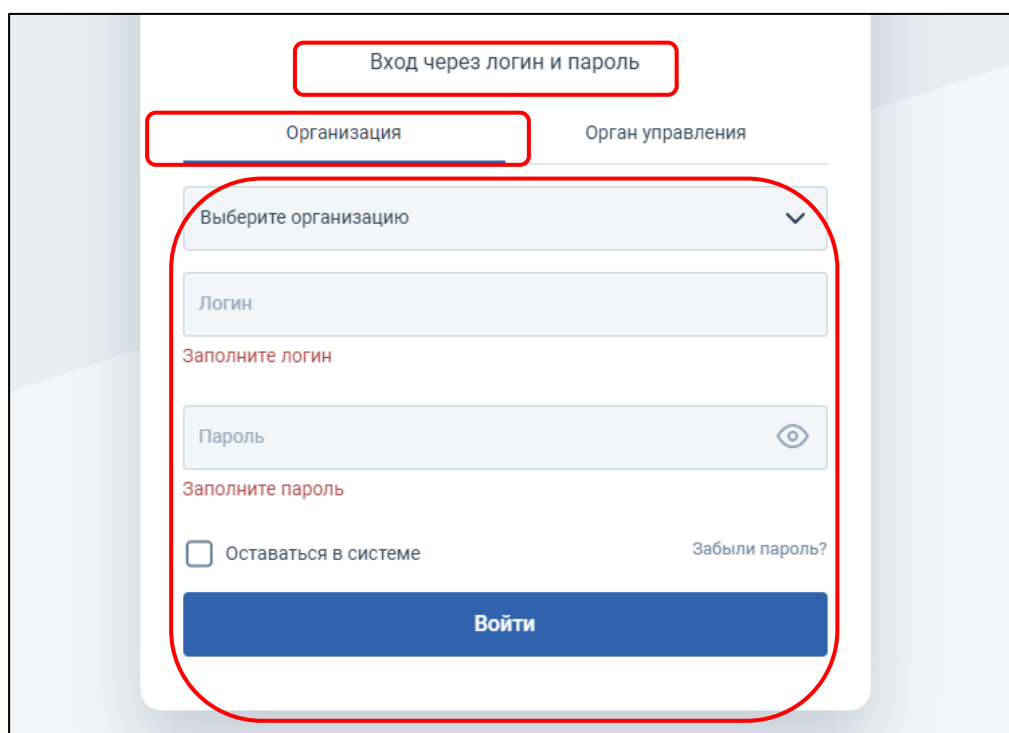 Вход через логин и пароль
Организация Орган управления
Выберите организацию
Логин
Заполните логин
Пароль
Заполните пароль
Оставаться в системе Забыли пароль?
Войти